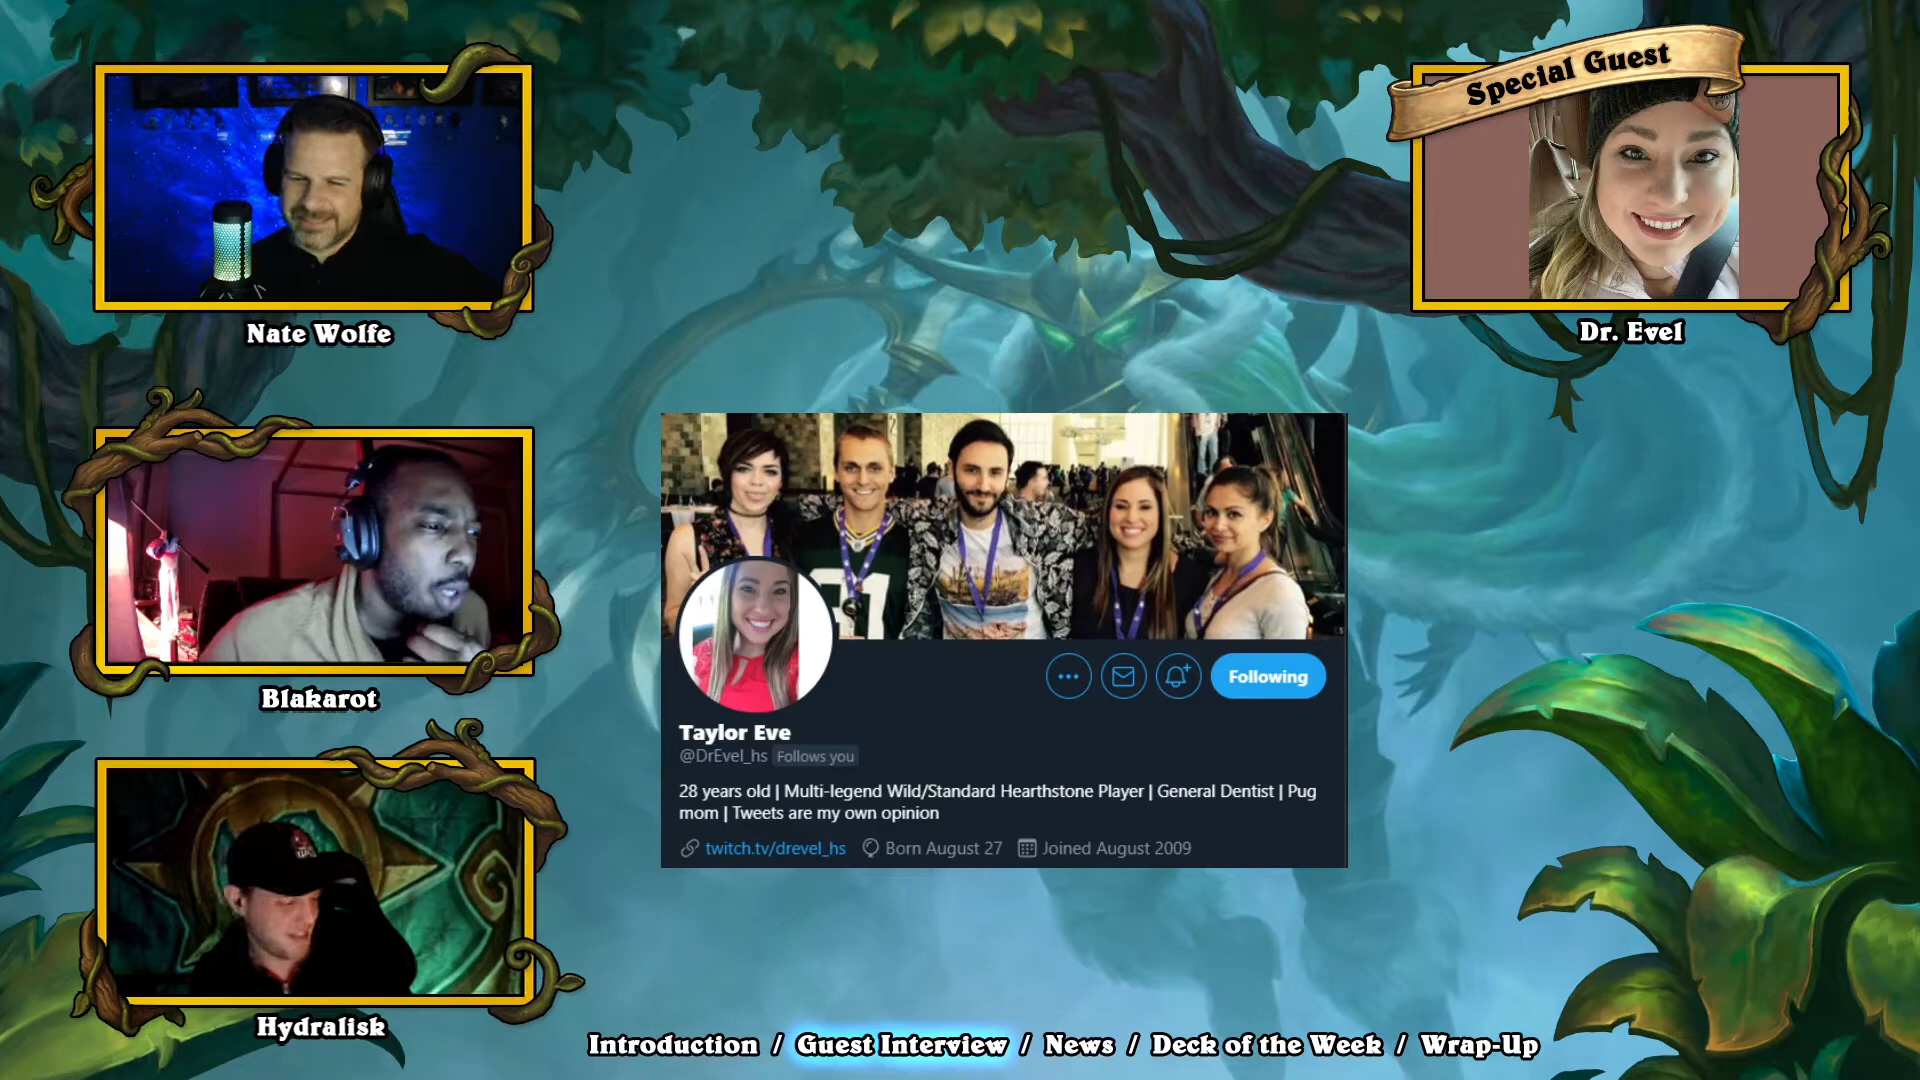 Special Guest
Nate Wolfe
Dr. Evel
Blakarot
Following
Taylor Eve
@DrEvel_hs Follows you
28 years old | Multi-legend Wild/Standard Hearthstone Player | General Dentist | Pug
mom | Tweets are my own opinion
twitch.tv/drevel_hs Born August 27 Joined August 2009
Hydralisk
Introduction / Guest Interview / News / Deck of the Week / Wrap-Up